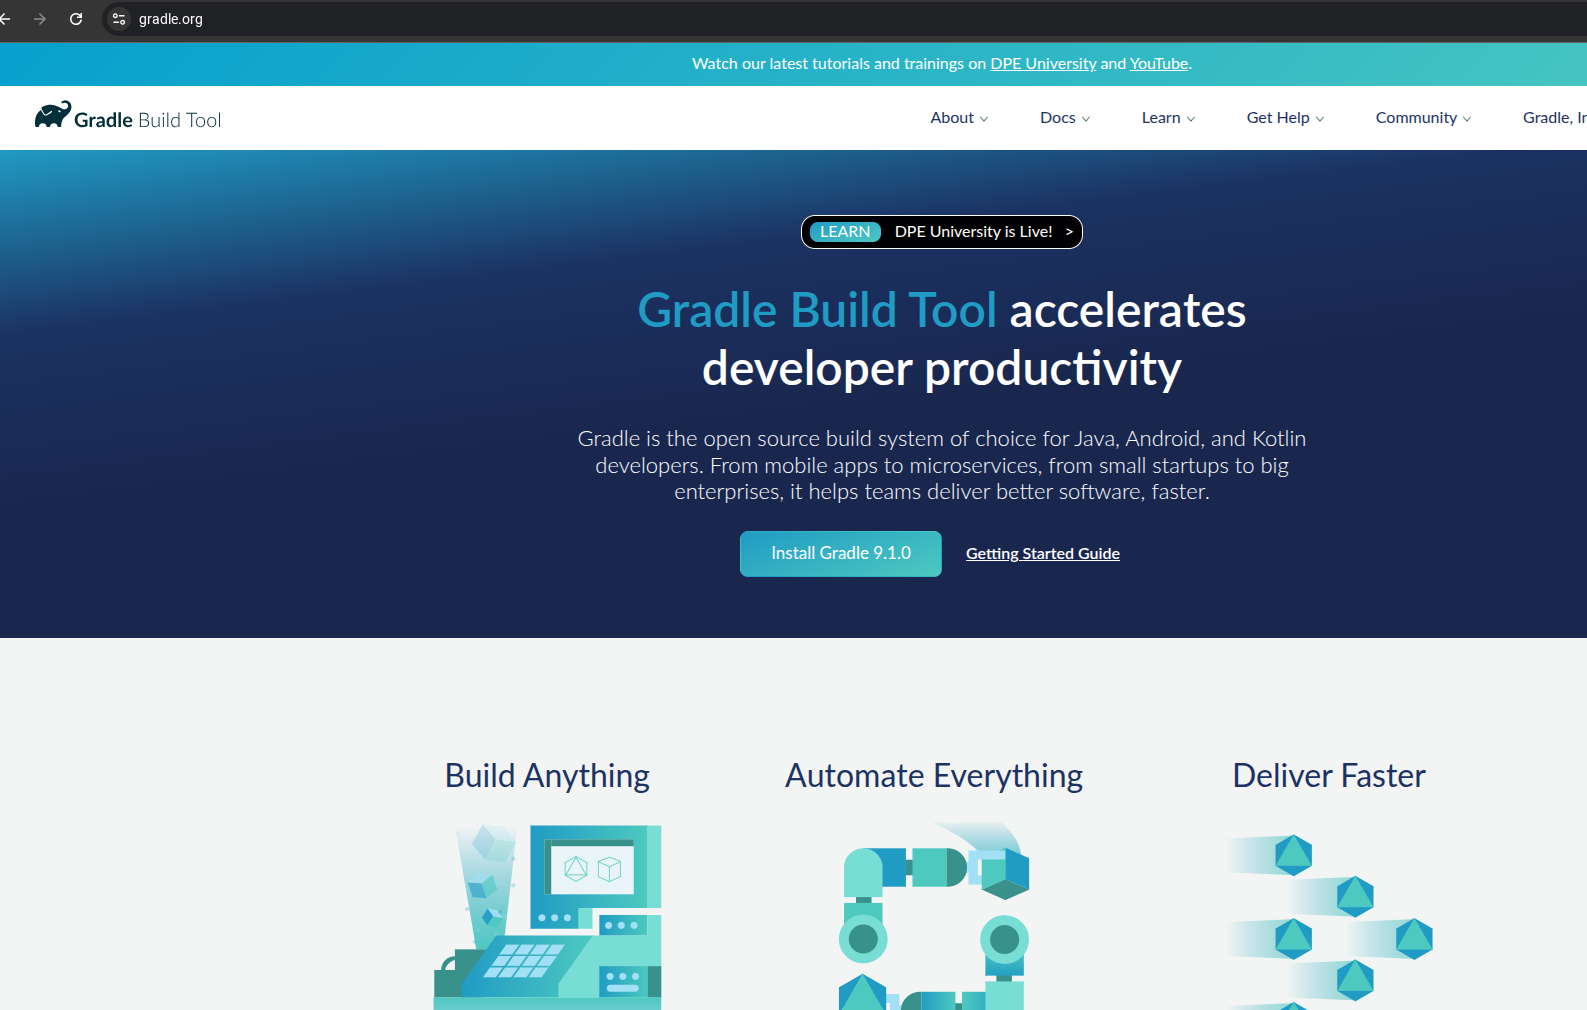 gradle.org
Watch our latest tutorials and trainings on DPE University and YouTube.
Gradle Build Tool
About
Docs
Learn
Get Help
Community
Gradle, In
LEARN DPE University is Live! >
Gradle Build Tool accelerates
developer productivity
Gradle is the open source build system of choice for Java, Android, and Kotlin
developers. From mobile apps to microservices, from small startups to big
enterprises, it helps teams deliver better software, faster.
Install Gradle 9.1.0
Getting Started Guide
Build Anything
Automate Everything
Deliver Faster